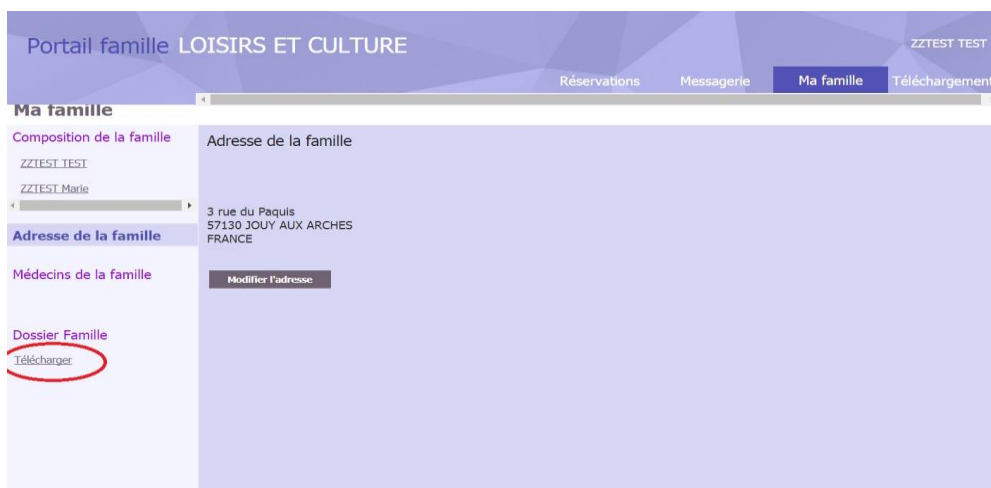 Portail famille LOISIRS ET CULTURE
ZZTEST TEST
Réservations Messagerie Ma famille Téléchargement
Ma famille
Composition de la famille
ZZTEST TEST
ZZTEST Marie
Adresse de la famille
Médecins de la famille
Dossier Famille
Télécharger
Adresse de la famille
3 rue du Paquis
57130 JOUY AUX ARCHES
FRANCE
Modifier l'adresse